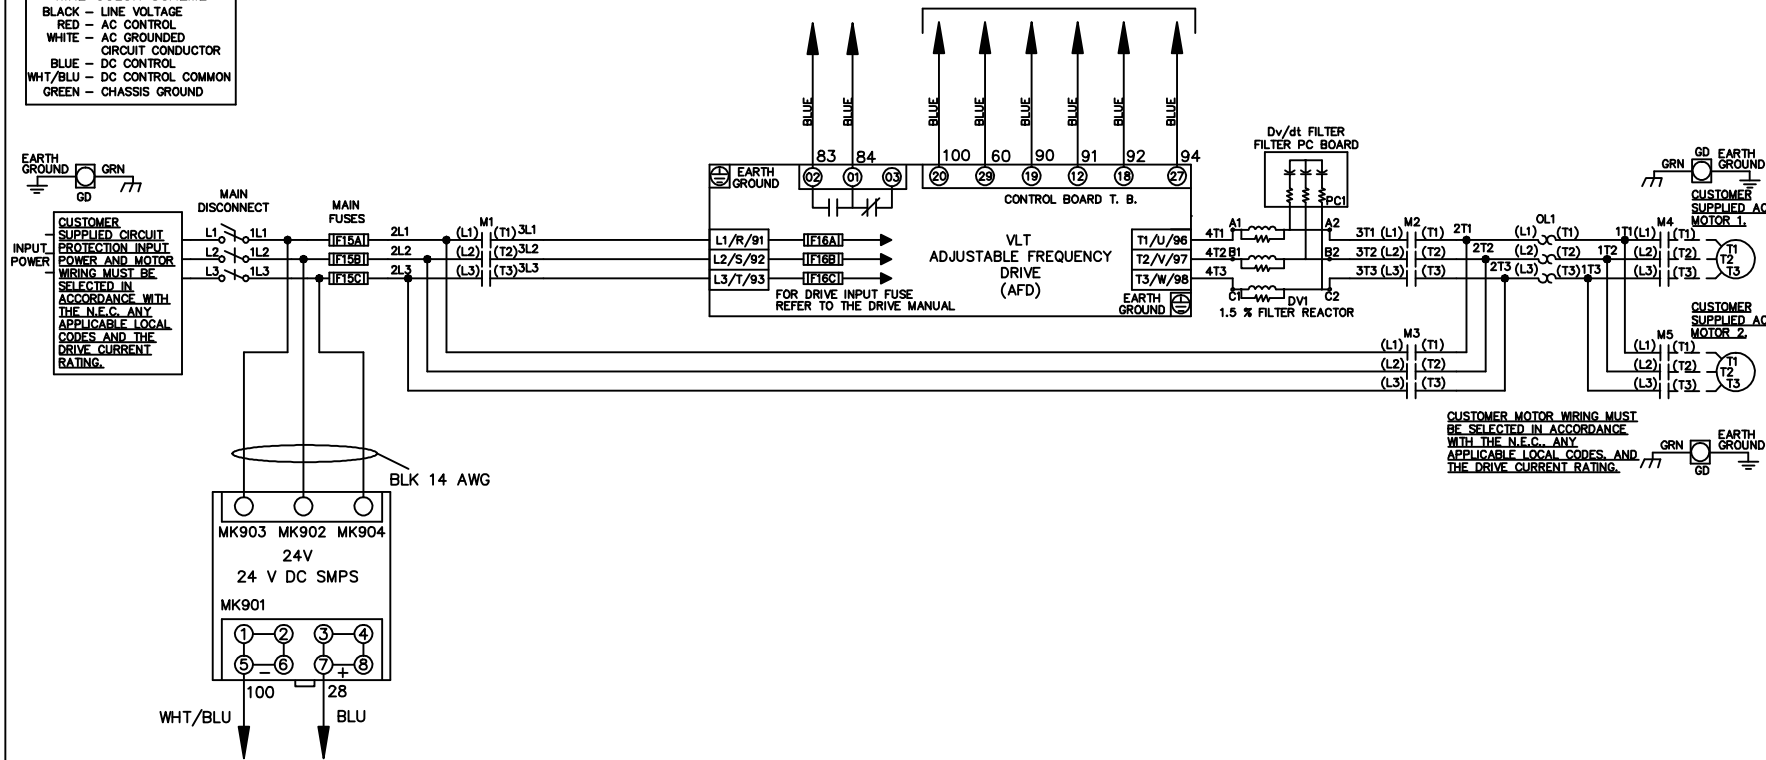 BLACK – LINE VOLTAGE
RED – AC CONTROL
WHITE – AC GROUNDED
CIRCUIT CONDUCTOR
BLUE – DC CONTROL
WHT/BLU – DC CONTROL COMMON
GREEN – CHASSIS GROUND
BLUE BLUE BLUE BLUE BLUE BLUE BLUE BLUE
83 84 100 60 90 91 92 94
02 01 03 20 29 19 12 18 27
EARTH
GROUND
CONTROL BOARD T. B.
EARTH
GROUND
GRN
GD
MAIN
DISCONNECT
MAIN
FUSES
INPUT
POWER
CUSTOMER
SUPPLIED CIRCUIT
PROTECTION INPUT
POWER AND MOTOR
WIRING MUST BE
SELECTED IN
ACCORDANCE WITH
THE N.E.C. ANY
APPLICABLE LOCAL
CODES AND THE
DRIVE CURRENT
RATING.
L1 1L1 F15A 2L1 (L1) M1 (T1) 3L1
L2 1L2 F15B 2L2 (L2) (T2) 3L2
L3 1L3 F15C 2L3 (L3) (T3) 3L3
L1/R/91 F16A
L2/S/92 F16B
L3/T/93 F16C
FOR DRIVE INPUT FUSE
REFER TO THE DRIVE MANUAL
VLT
ADJUSTABLE FREQUENCY
DRIVE
(AFD)
T1/U/96
T2/V/97
T3/W/98
EARTH
GROUND
Dv/dt FILTER
FILTER PC BOARD
PC1
4T1 A1 A2
4T2 B1 B2
4T3 C1 C2
DV1
1.5 % FILTER REACTOR
M2
3T1 (L1) (T1) 2T1
3T2 (L2) (T2) 2T2
3T3 (L3) (T3) 2T3
OL1
(L1) (T1) 1T1
(L2) (T2) 1T2
(L3) (T3) 1T3
M4
(L1) (T1)
(L2) (T2)
(L3) (T3)
T1
T2
T3
GRN
GD
EARTH
GROUND
CUSTOMER
SUPPLIED AC
MOTOR 1.
M3
(L1) (T1)
(L2) (T2)
(L3) (T3)
CUSTOMER
SUPPLIED AC
MOTOR 2.
M5
(L1) (T1)
(L2) (T2)
(L3) (T3)
T1
T2
T3
CUSTOMER MOTOR WIRING MUST
BE SELECTED IN ACCORDANCE
WITH THE N.E.C., ANY
APPLICABLE LOCAL CODES, AND
THE DRIVE CURRENT RATING.
GRN
GD
EARTH
GROUND
BLK 14 AWG
MK903 MK902 MK904
24V
24 V DC SMPS
MK901
1 2 3 4
5 – 6 7 + 8
100 28
WHT/BLU BLU